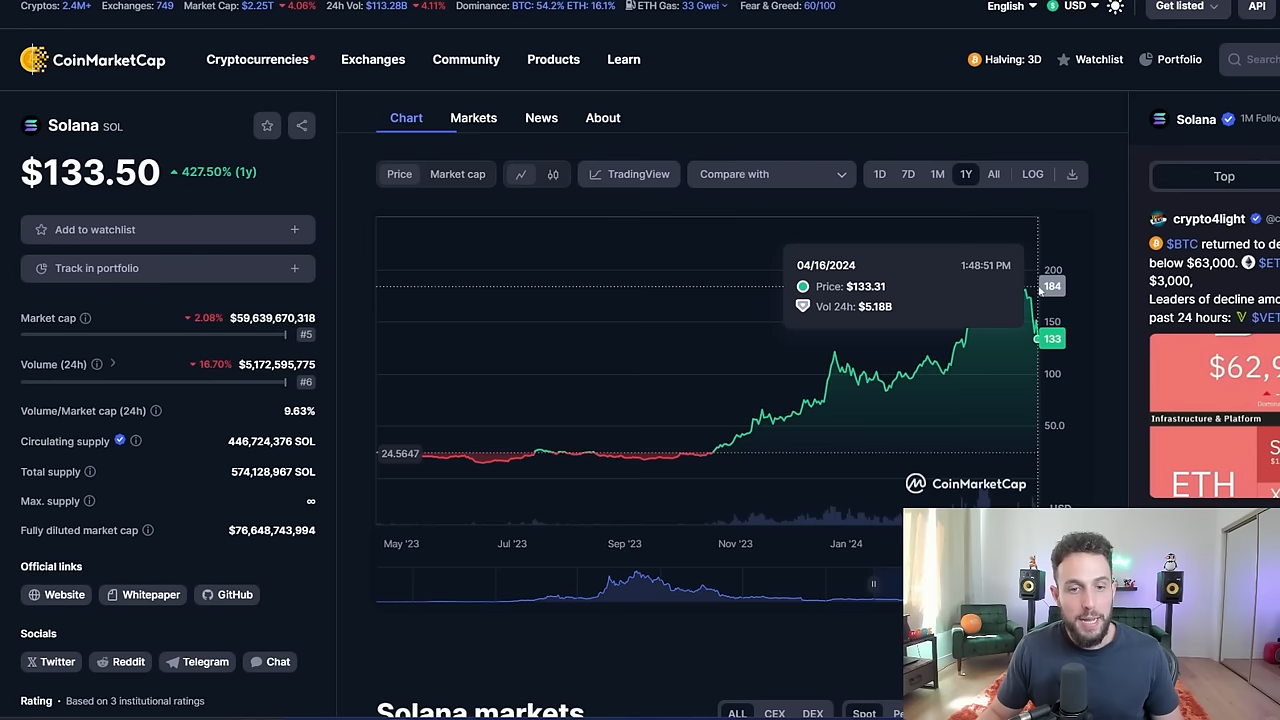 Cryptos: 2.4M+ Exchanges: 749 Market Cap: $2.25T 4.06% 24h Vol: $113.28B 4.11% Dominance: BTC: 54.2% ETH: 16.1% ETH Gas: 33 Gwei Fear & Greed: 60/100 English USD Get listed API
CoinMarketCap Cryptocurrencies Exchanges Community Products Learn Halving: 3D Watchlist Portfolio Search
Solana SOL
$133.50 427.50% (1y)
Add to watchlist +
Track in portfolio +
Market cap 2.08% $59,639,670,318
#5
Volume (24h) 16.70% $5,172,595,775
#6
Volume/Market cap (24h) 9.63%
Circulating supply 446,724,376 SOL
Total supply 574,128,967 SOL
Max. supply ∞
Fully diluted market cap $76,648,743,994
Official links
Website Whitepaper GitHub
Socials
Twitter Reddit Telegram Chat
Rating · Based on 3 institutional ratings
Chart Markets News About
Price Market cap TradingView Compare with 1D 7D 1M 1Y All LOG
04/16/2024 1:48:51 PM
Price: $133.31
Vol 24h: $5.18B
200
184
150
133
100
50.0
24.5647
CoinMarketCap
USD
May '23 Jul '23 Sep '23 Nov '23 Jan '24
Solana markets ALL CEX DEX Spot
Solana 1M
Top
crypto4light
$BTC returned to
below $63,000.
$3,000,
Leaders of decline
past 24 hours:
$62,9
Infrastructure & Platform
ETH